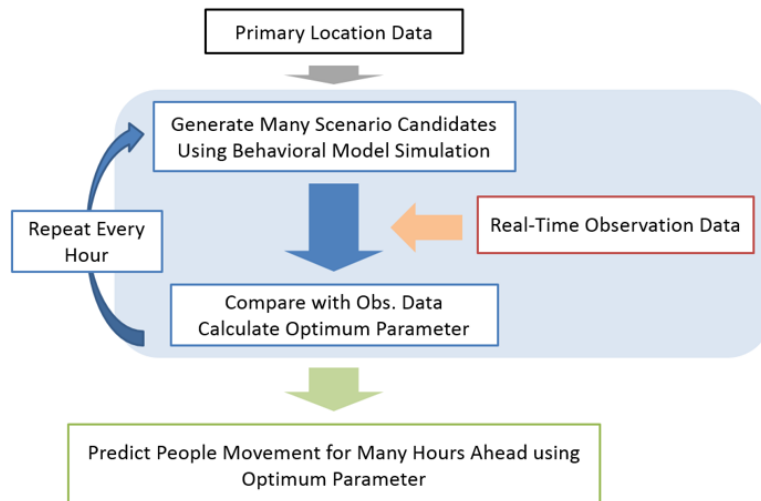 Primary Location Data
Generate Many Scenario Candidates
Using Behavioral Model Simulation
Repeat Every
Hour
Real-Time Observation Data
Compare with Obs. Data
Calculate Optimum Parameter
Predict People Movement for Many Hours Ahead using
Optimum Parameter